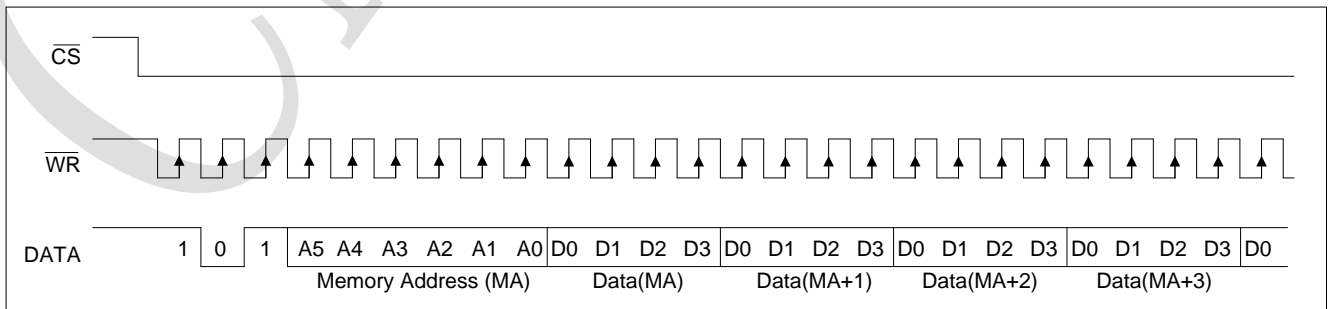 CS
WR
DATA 1 0 1 A5 A4 A3 A2 A1 A0 D0 D1 D2 D3 D0 D1 D2 D3 D0 D1 D2 D3 D0 D1 D2 D3 D0
Memory Address (MA) Data(MA) Data(MA+1) Data(MA+2) Data(MA+3)